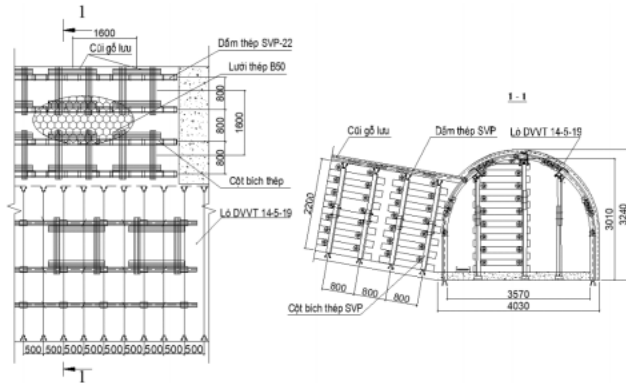 1
1600
Cũi gỗ lưu
Dầm thép SVP-22
Lưới thép B50
800
800
1600
800
Cột bích thép
Lò DVVT 14-5-19
500 500 500 500 500 500 500 500 500
1
1 - 1
Cũi gỗ lưu
Dầm thép SVP
Lò DVVT 14-5-19
2200
3010
3240
800
800
800
3570
4030
Cột bích thép SVP